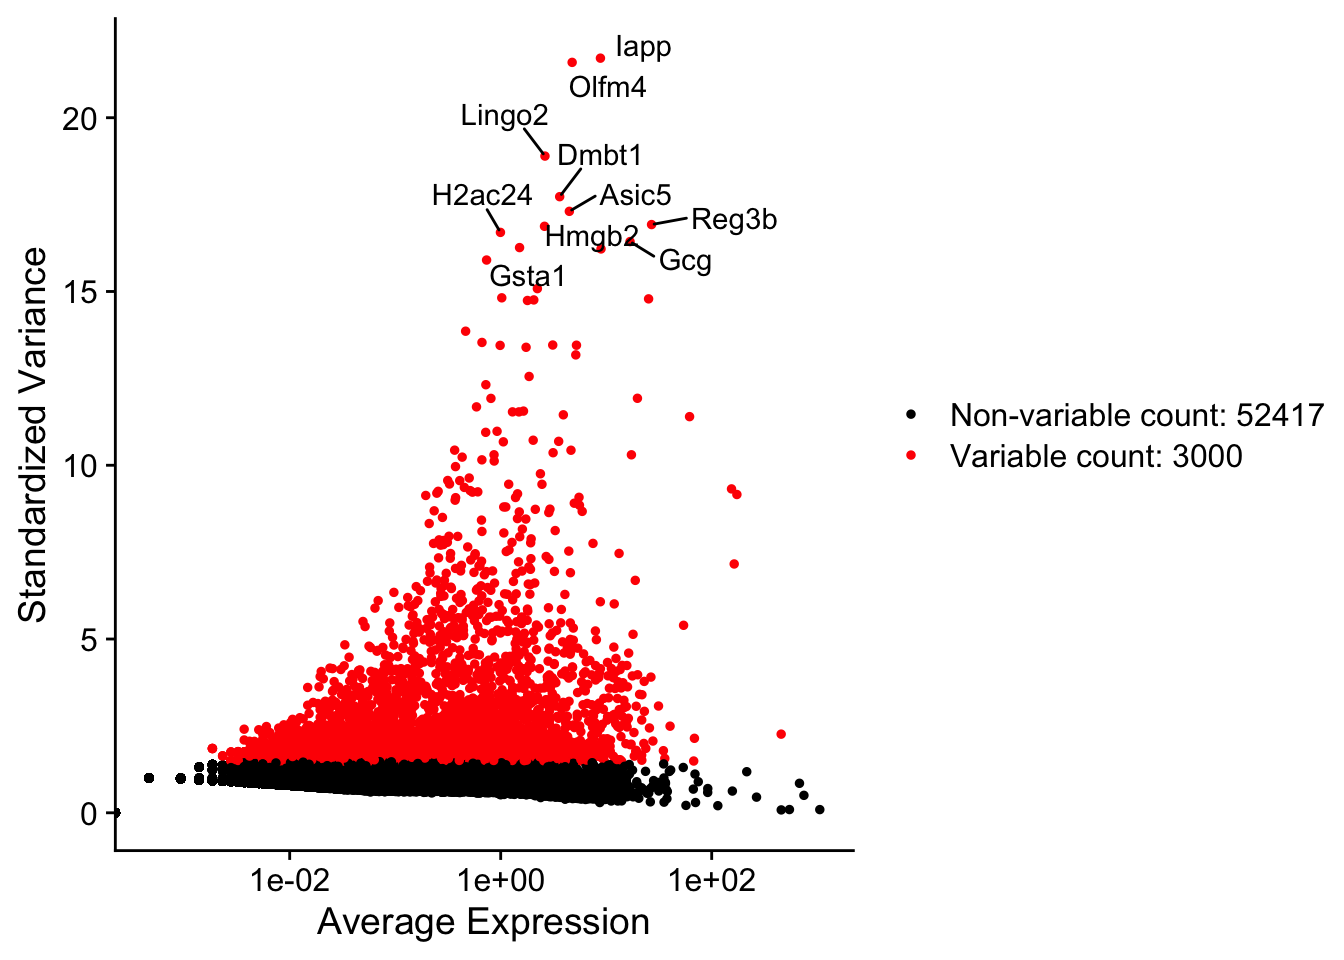 Iapp
Olfm4
Lingo2
Dmbt1
H2ac24
Asic5
Reg3b
Hmgb2
Gcg
Gsta1
20
15
10
5
0
Standardized Variance
1e-02
1e+00
1e+02
Average Expression
Non-variable count: 52417
Variable count: 3000